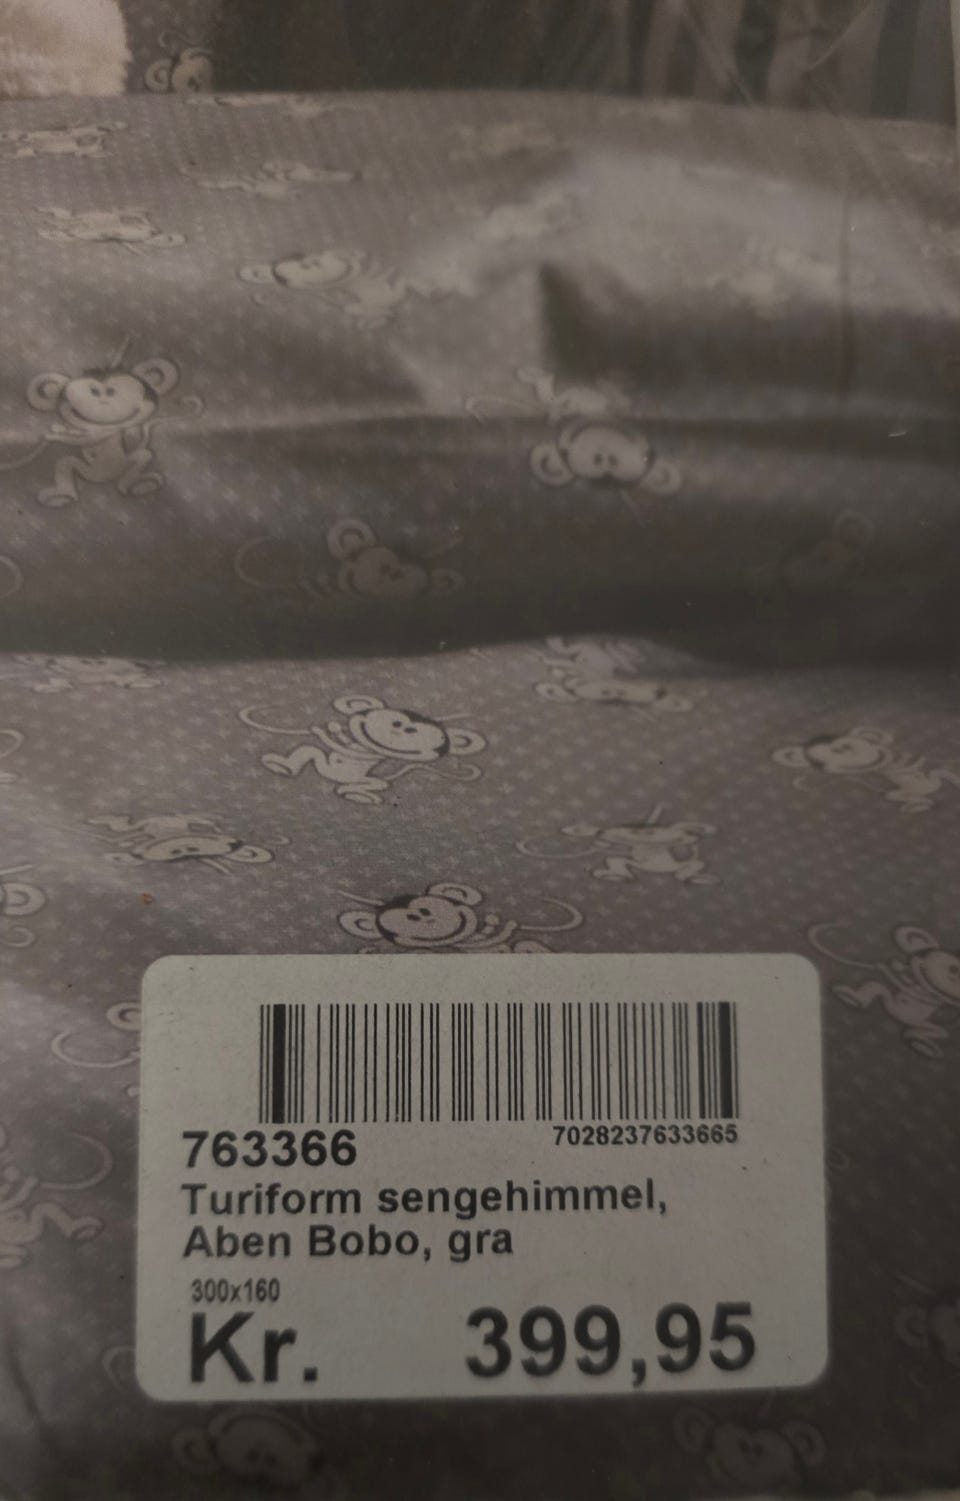 763366
7028237633665
Turiform sengehimmel,
Aben Bobo, gra
300x160
Kr. 399,95